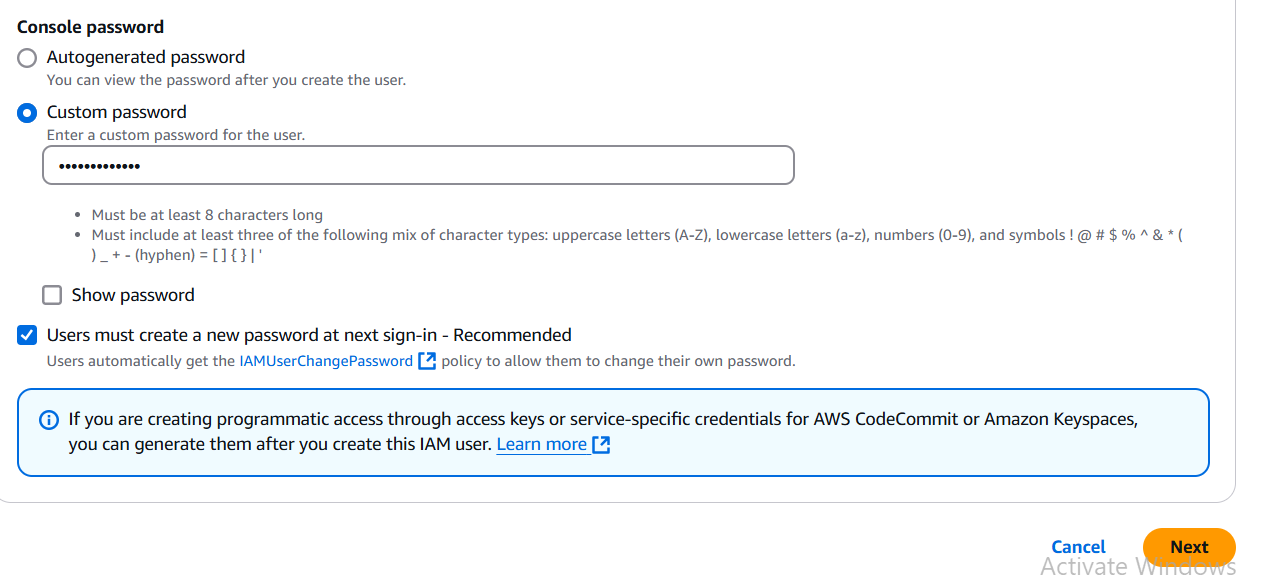 Console password
Autogenerated password
You can view the password after you create the user.
Custom password
Enter a custom password for the user.
•••••••••••••
• Must be at least 8 characters long
• Must include at least three of the following mix of character types: uppercase letters (A-Z), lowercase letters (a-z), numbers (0-9), and symbols ! @ # $ % ^ & * (
) _ + - (hyphen) = [ ] { } | '
Show password
Users must create a new password at next sign-in - Recommended
Users automatically get the IAMUserChangePassword policy to allow them to change their own password.
If you are creating programmatic access through access keys or service-specific credentials for AWS CodeCommit or Amazon Keyspaces,
you can generate them after you create this IAM user. Learn more
Cancel Next
Activate Windows